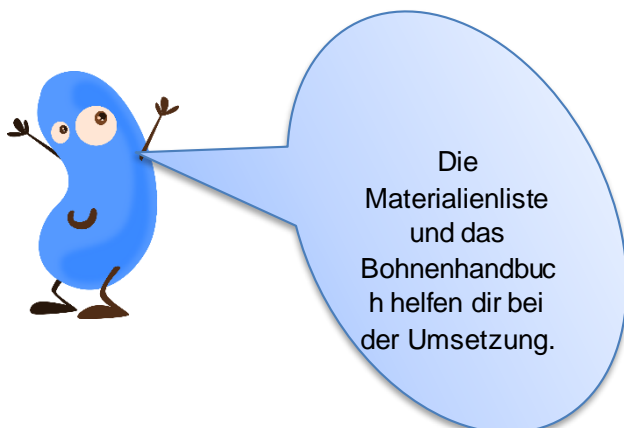 Die
Materialienliste
und das
Bohnenhandbuc
h helfen dir bei
der Umsetzung.